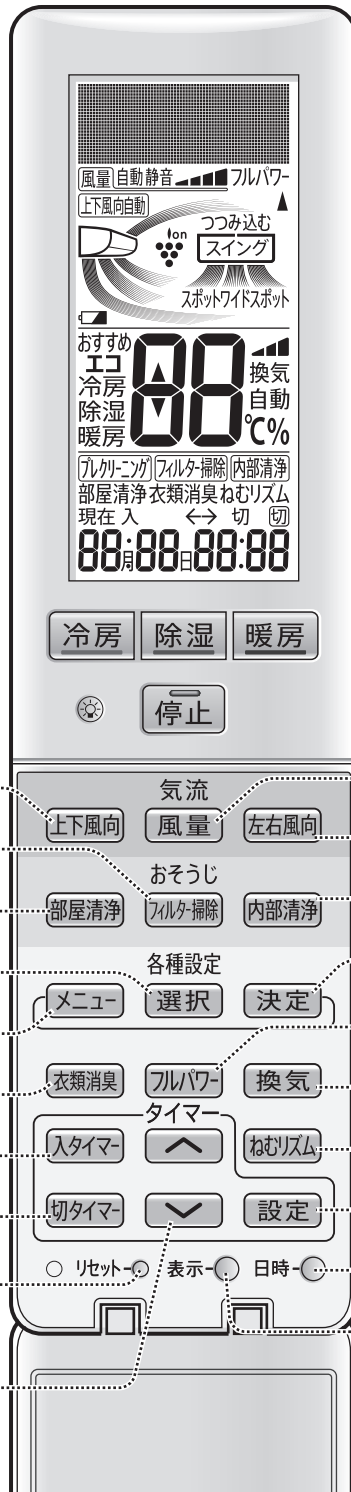 風量 自動 静音 フルパワー
上下風向自動
つつみ込む
ion
スイング
スポットワイドスポット
おすすめ
エコ
冷房
除湿
暖房
88
換気
自動
℃%
プレクリーニング フィルター掃除 内部清浄
部屋清浄 衣類消臭 ねむリズム
現在 入 ←→ 切 切
88月88日88:88
冷房 除湿 暖房
停止
気流
上下風向 風量 左右風向
おそうじ
部屋清浄 フィルター掃除 内部清浄
各種設定
メニュー 選択 決定
衣類消臭 フルパワー 換気
タイマー
入タイマー ねむリズム
切タイマー 設定
リセット 表示 日時